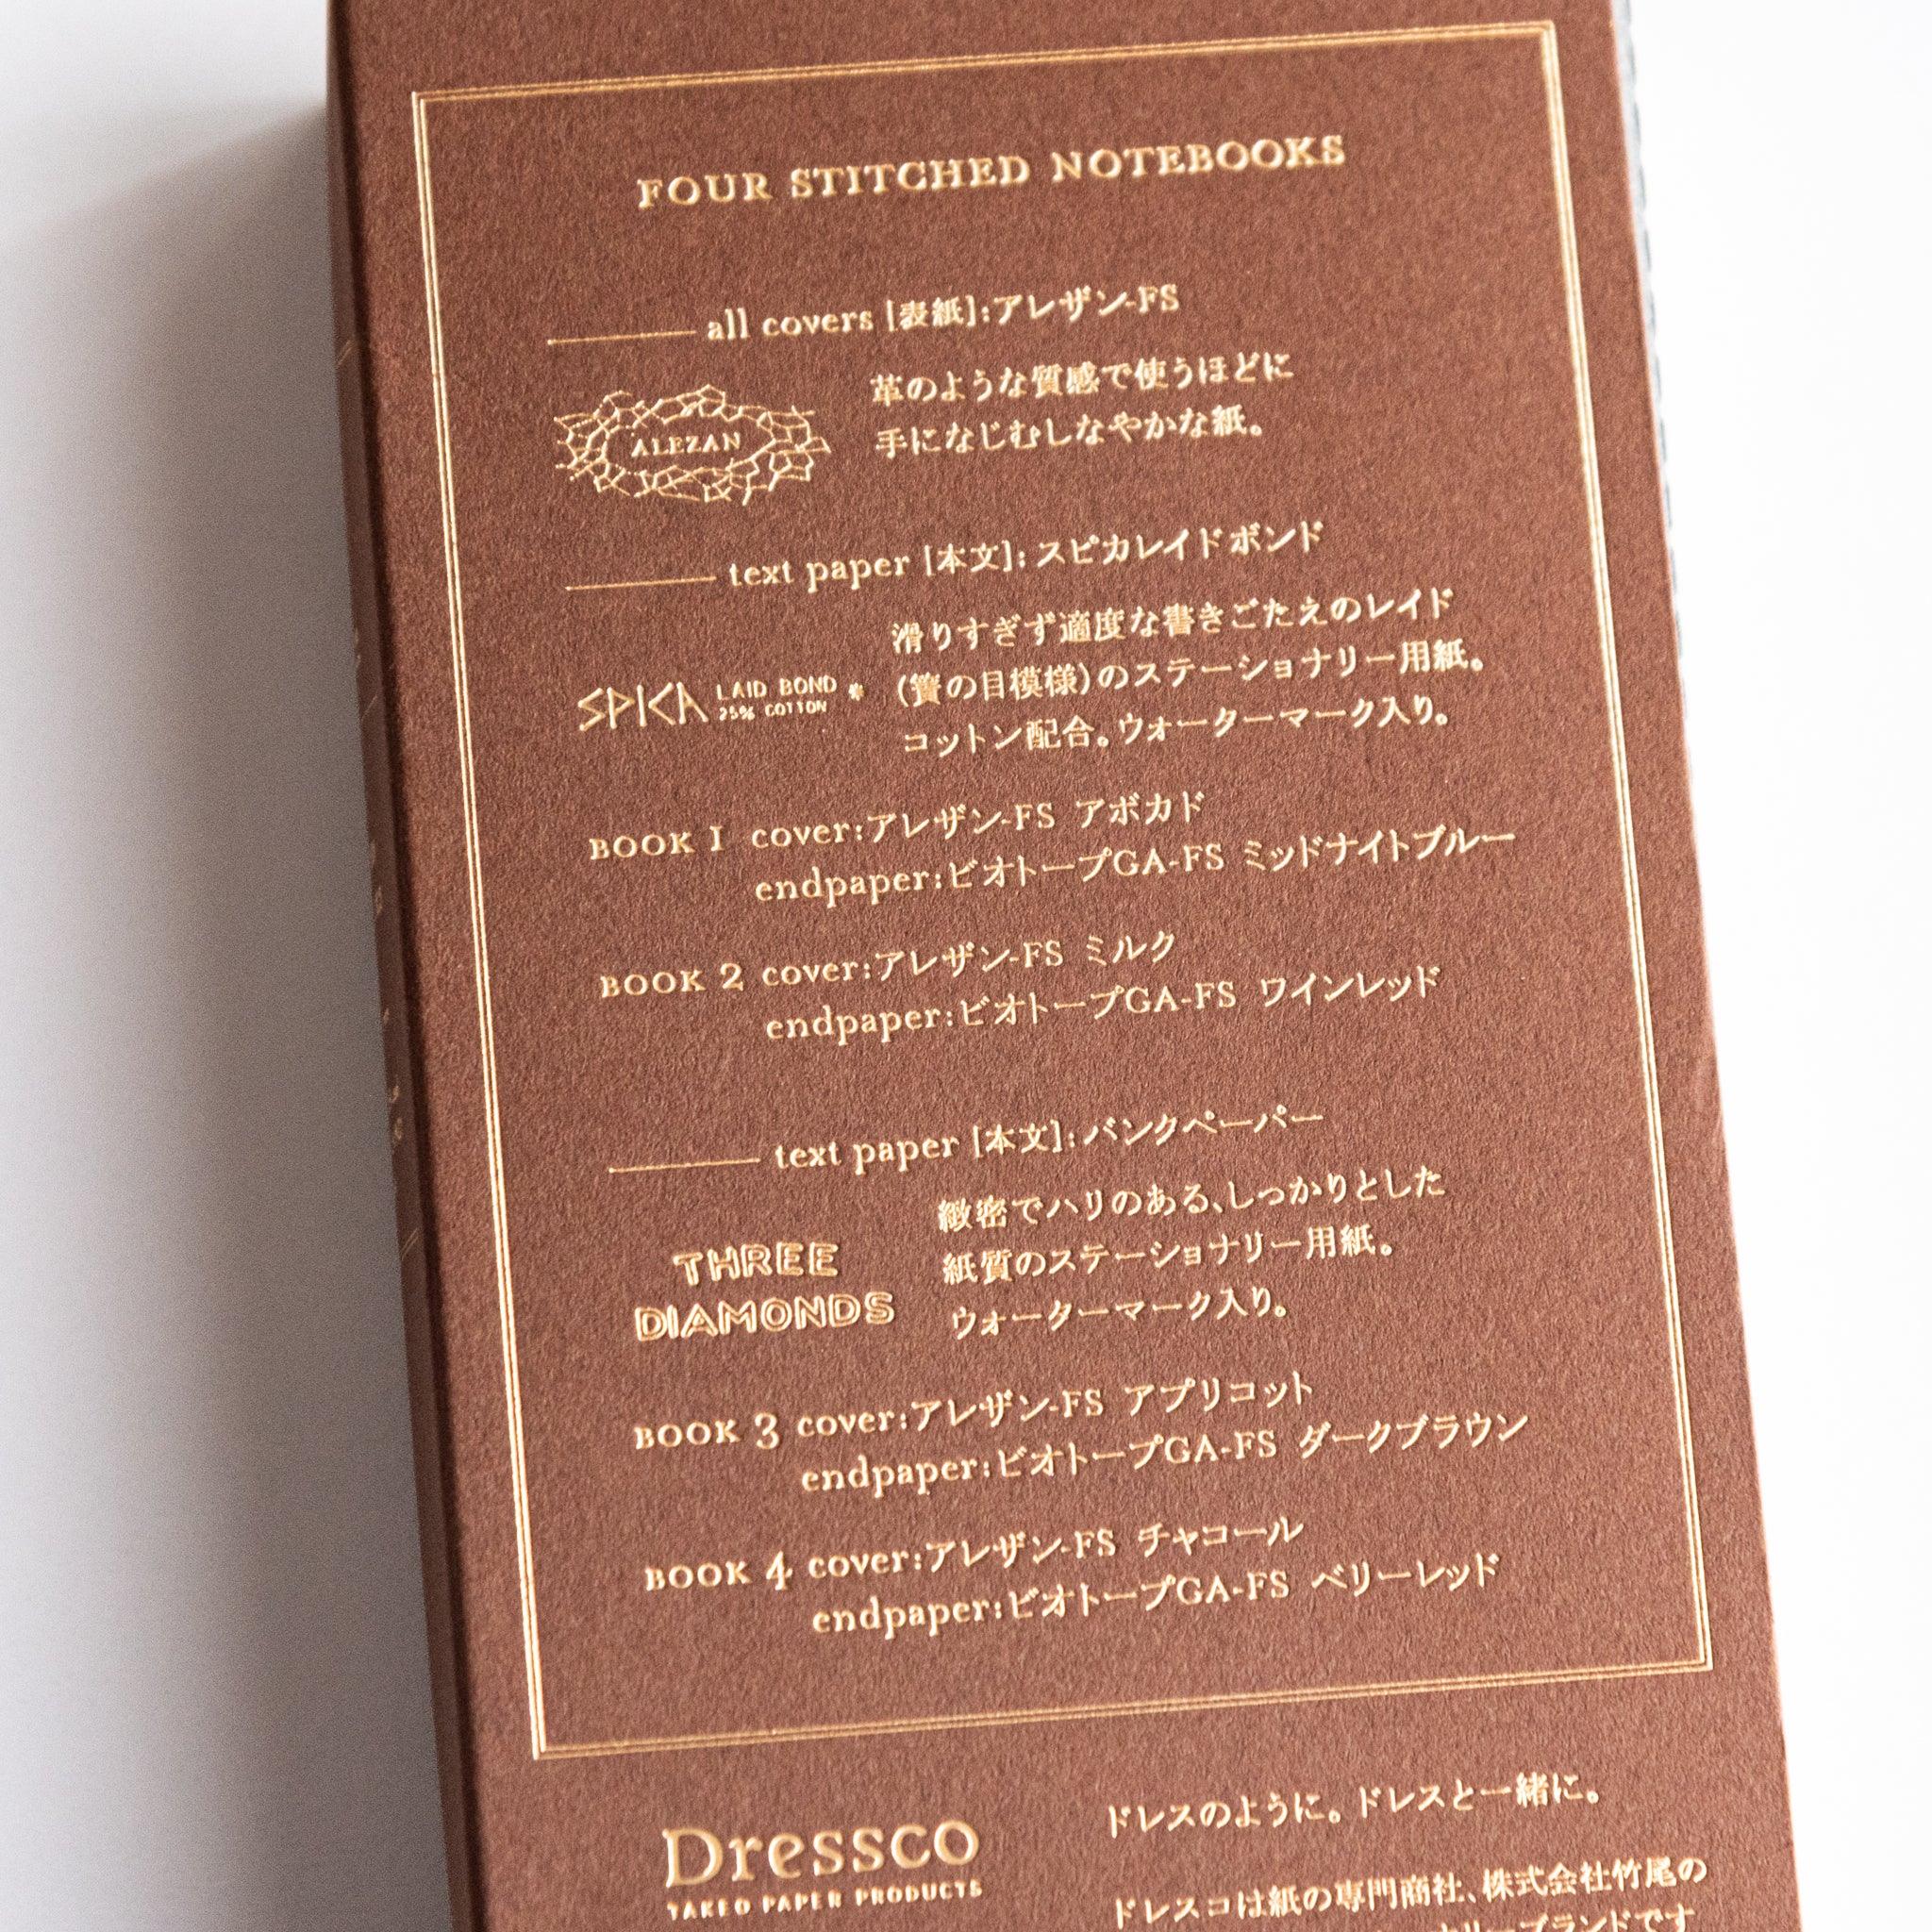 FOUR STITCHED NOTEBOOKS
all covers [表紙]:アレザン-FS
ALEZAN
革のような質感で使うほどに
手になじむしなやかな紙。
text paper [本文]: スピカレイドボンド
SPICA LAID BOND 25% COTTON *
滑りすぎず適度な書きごたえのレイド
(簀の目模様)のステーショナリー用紙。
コットン配合。ウォーターマーク入り。
BOOK 1 cover:アレザン-FS アボカド
endpaper:ビオトープGA-FS ミッドナイトブルー
BOOK 2 cover:アレザン-FS ミルク
endpaper:ビオトープGA-FS ワインレッド
text paper [本文]: バンクペーパー
THREE
DIAMONDS
緻密でハリのある、しっかりとした
紙質のステーショナリー用紙。
ウォーターマーク入り。
BOOK 3 cover:アレザン-FS アプリコット
endpaper:ビオトープGA-FS ダークブラウン
BOOK 4 cover:アレザン-FS チャコール
endpaper:ビオトープGA-FS ベリーレッド
Dressco
TAKEO PAPER PRODUCTS
ドレスのように。ドレスと一緒に。
ドレスコは紙の専門商社、株式会社竹尾の
ナリーブランドです